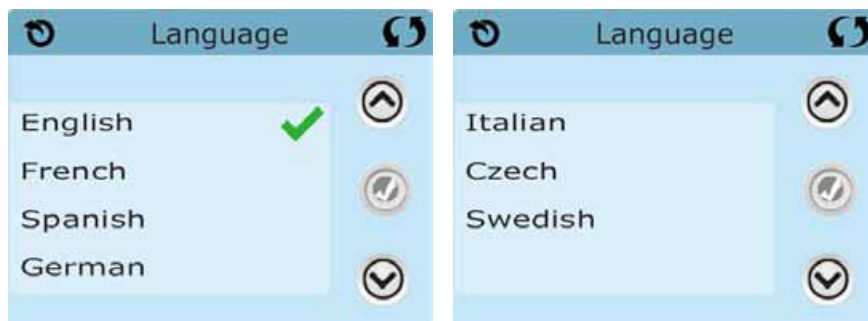 Language
English
French
Spanish
German
Language
Italian
Czech
Swedish